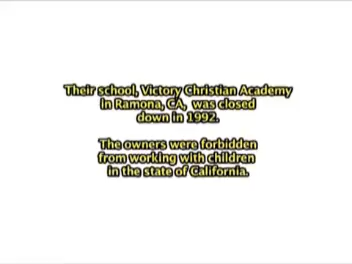 Their school, Victory Christian Academy
In Ramona, CA, was closed
down in 1992.
The owners were forbidden
from working with children
in the state of California.